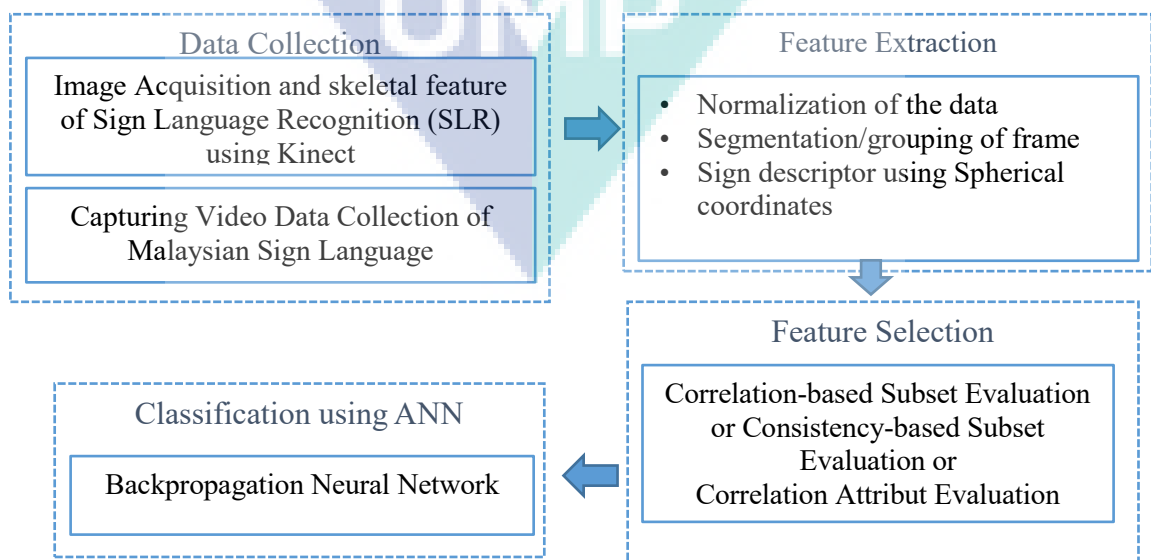 Data Collection
Image Acquisition and skeletal feature
of Sign Language Recognition (SLR)
using Kinect
Capturing Video Data Collection of
Malaysian Sign Language
Feature Extraction
• Normalization of the data
• Segmentation/grouping of frame
• Sign descriptor using Spherical
coordinates
Feature Selection
Correlation-based Subset Evaluation
or Consistency-based Subset
Evaluation or
Correlation Attribut Evaluation
Classification using ANN
Backpropagation Neural Network
UMP